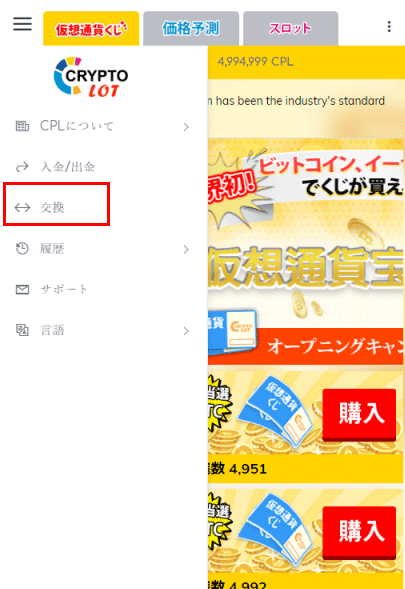 仮想通貨くじ
価格予測
スロット
CRYPTO
LOT
4,994,999 CPL
has been the industry's standard
CPLについて
入金/出金
交換
履歴
サポート
言語
界初!
ビットコイン、イー
でくじが買え
仮想通貨宝
通貨
オープニングキャン
当選
仮想通貨くじ
購入
数 4,951
当選
仮想通貨くじ
購入
数 4,992